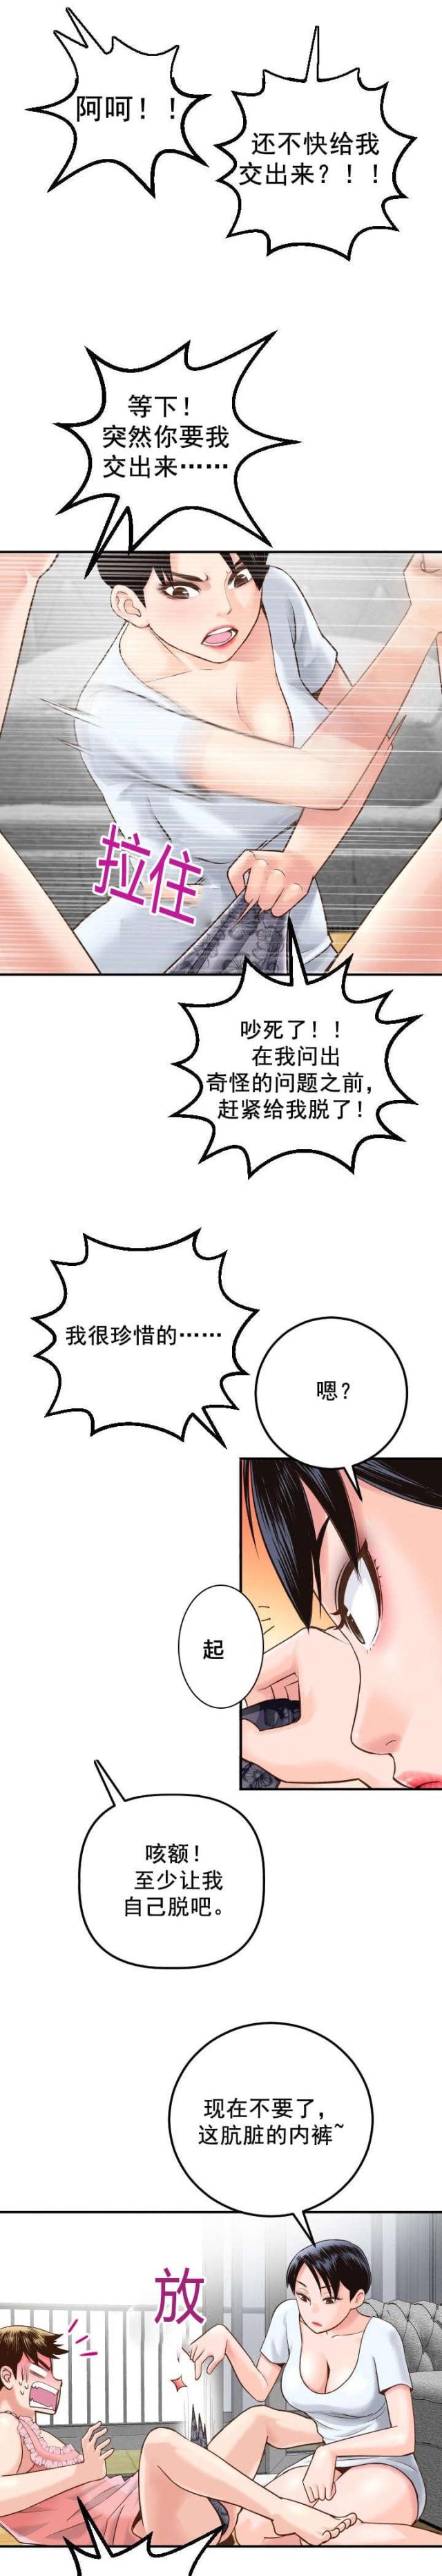 阿呵！！
还不快给我
交出来？！！！
等下！
突然你要我
交出来……
拉住
吵死了！！
在我问出
奇怪的问题之前，
赶紧给我脱了！
我很珍惜的……
嗯？
起
咳额！
至少让我
自己脱吧。
现在不要了，
这肮脏的内裤~
放